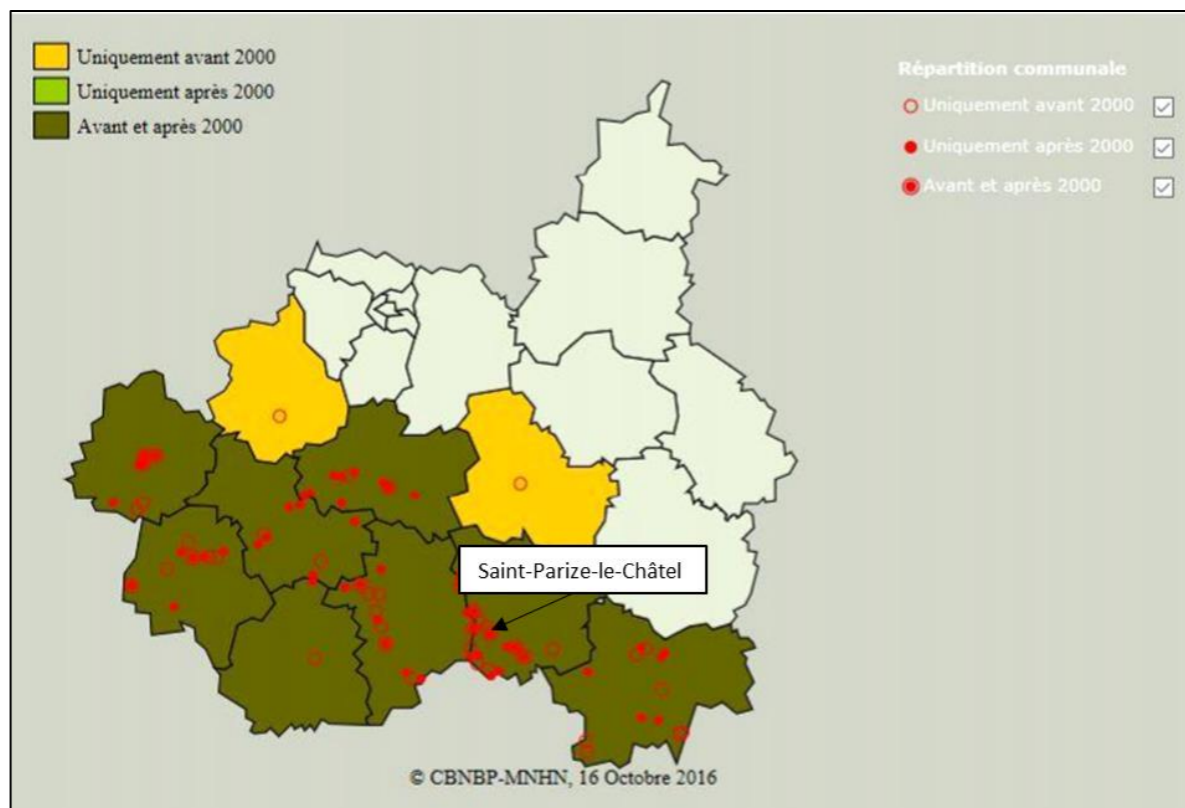 Uniquement avant 2000
Uniquement après 2000
Avant et après 2000
Répartition communale
Uniquement avant 2000
Uniquement après 2000
Avant et après 2000
Saint-Parize-le-Châtel
© CBNBP-MNHN, 16 Octobre 2016